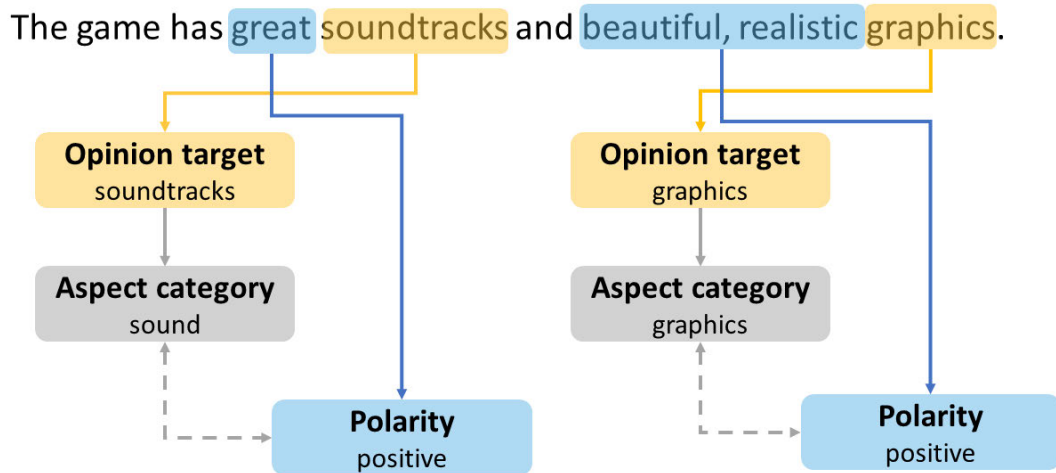 The game has great soundtracks and beautiful, realistic graphics.
Opinion target
soundtracks
Opinion target
graphics
Aspect category
sound
Aspect category
graphics
Polarity
positive
Polarity
positive